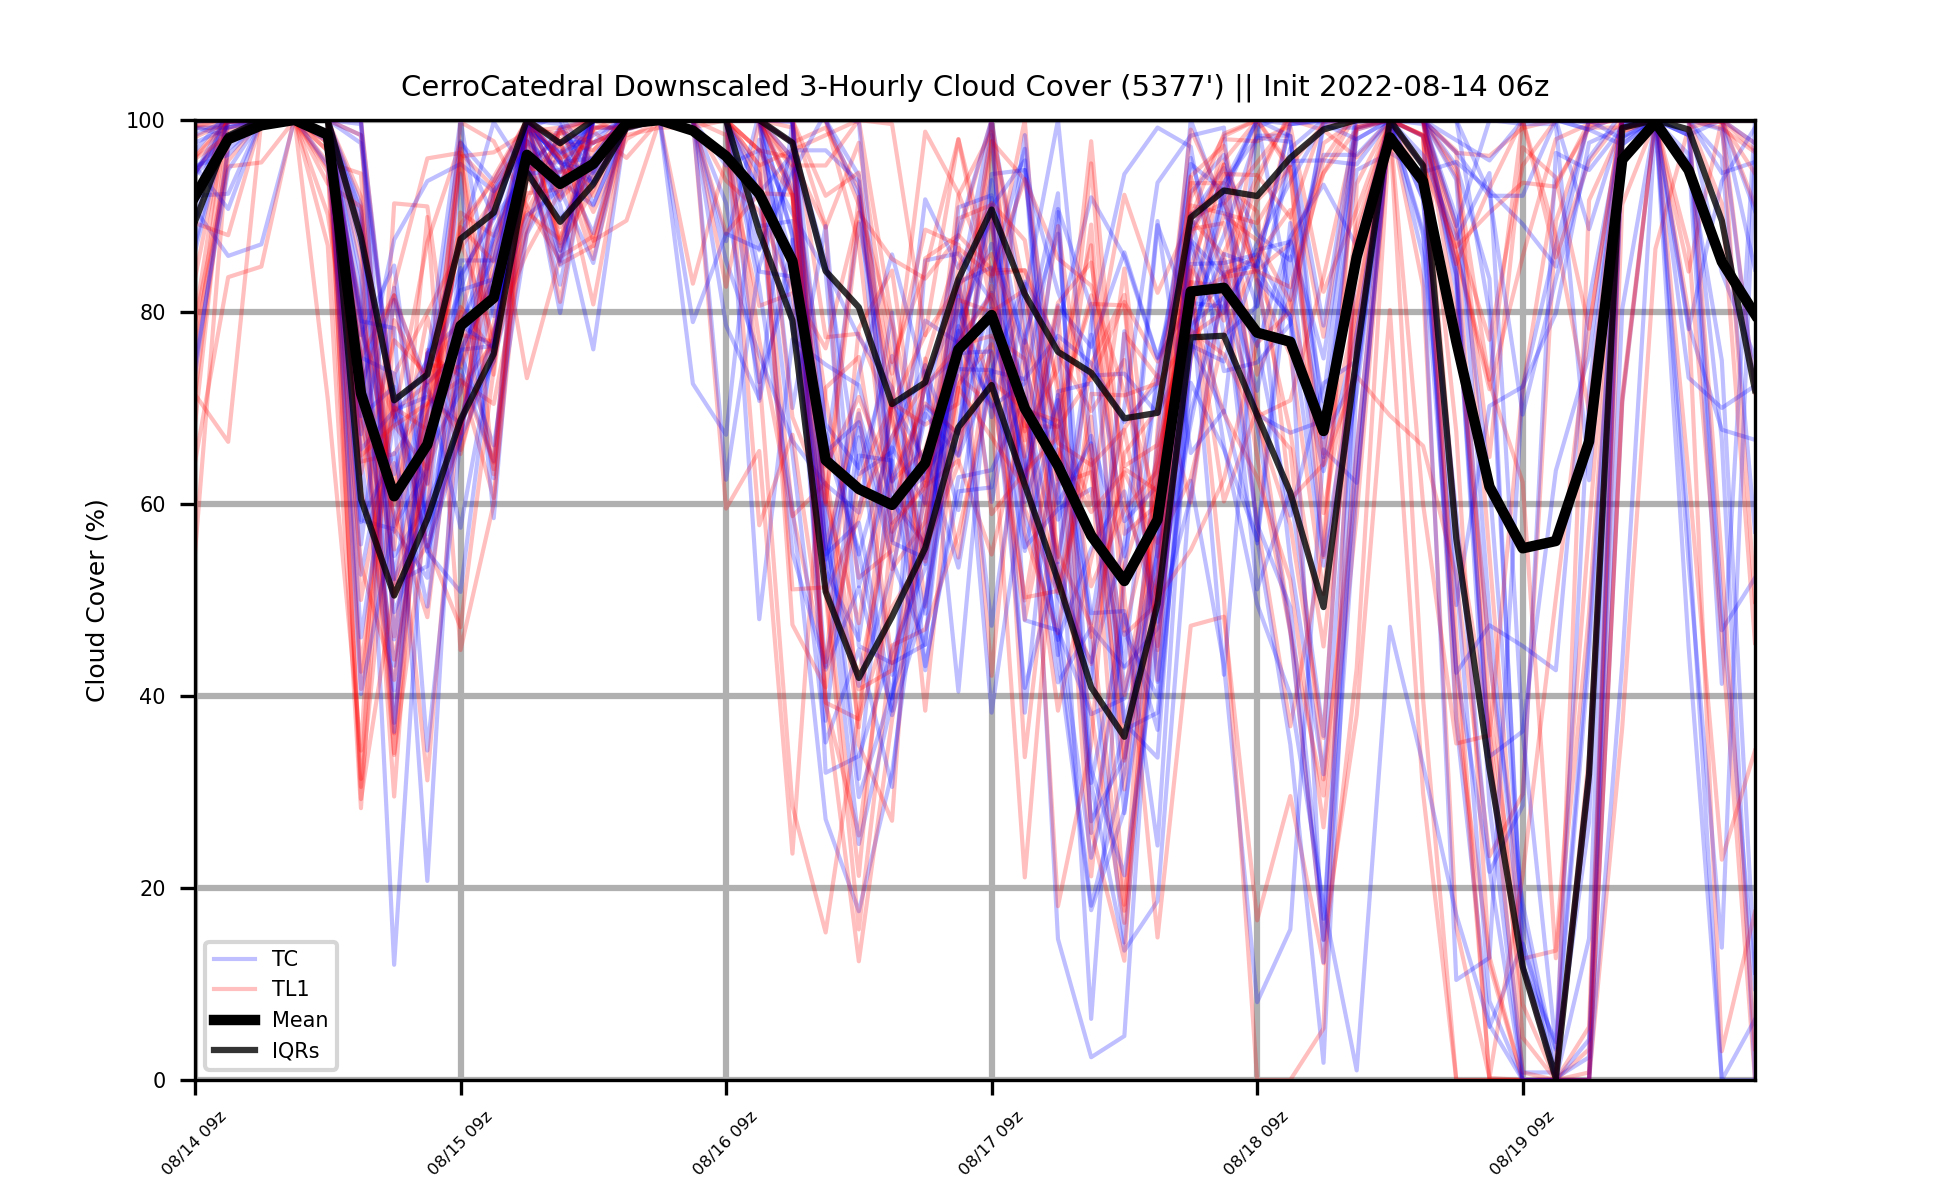 CerroCatedral Downscaled 3-Hourly Cloud Cover (5377') || Init 2022-08-14 06z
Cloud Cover (%)
100
80
60
40
20
0
TC
TL1
Mean
IQRs
08/14 09z
08/15 09z
08/16 09z
08/17 09z
08/18 09z
08/19 09z